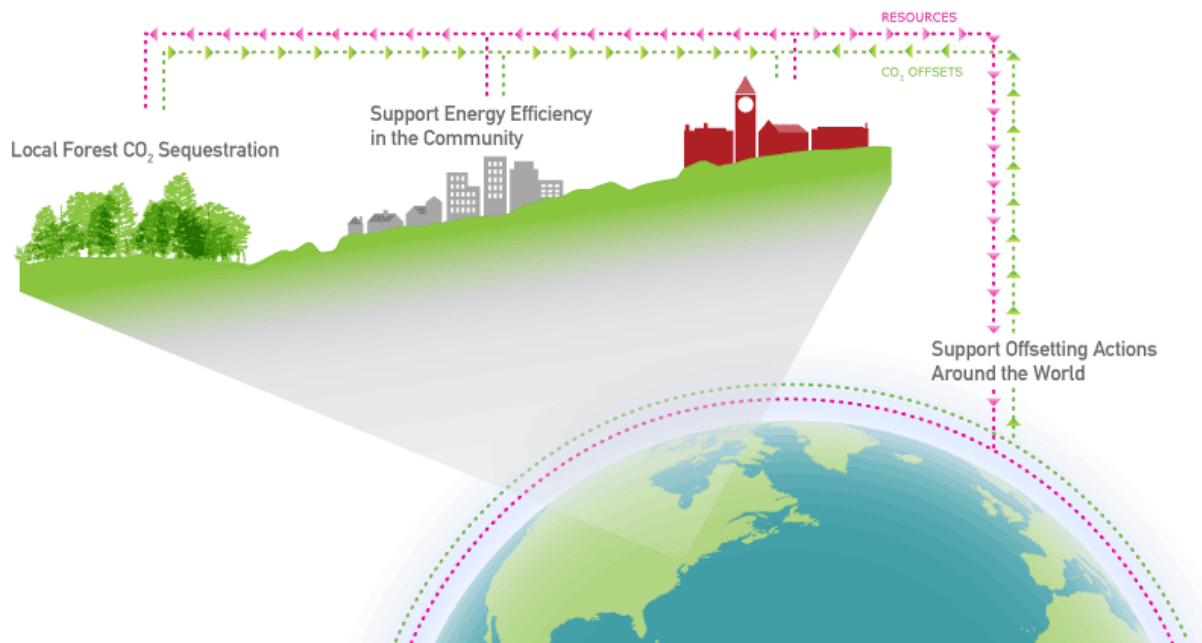 RESOURCES
CO₂ OFFSETS
Support Energy Efficiency
in the Community
Local Forest CO₂ Sequestration
Support Offsetting Actions
Around the World